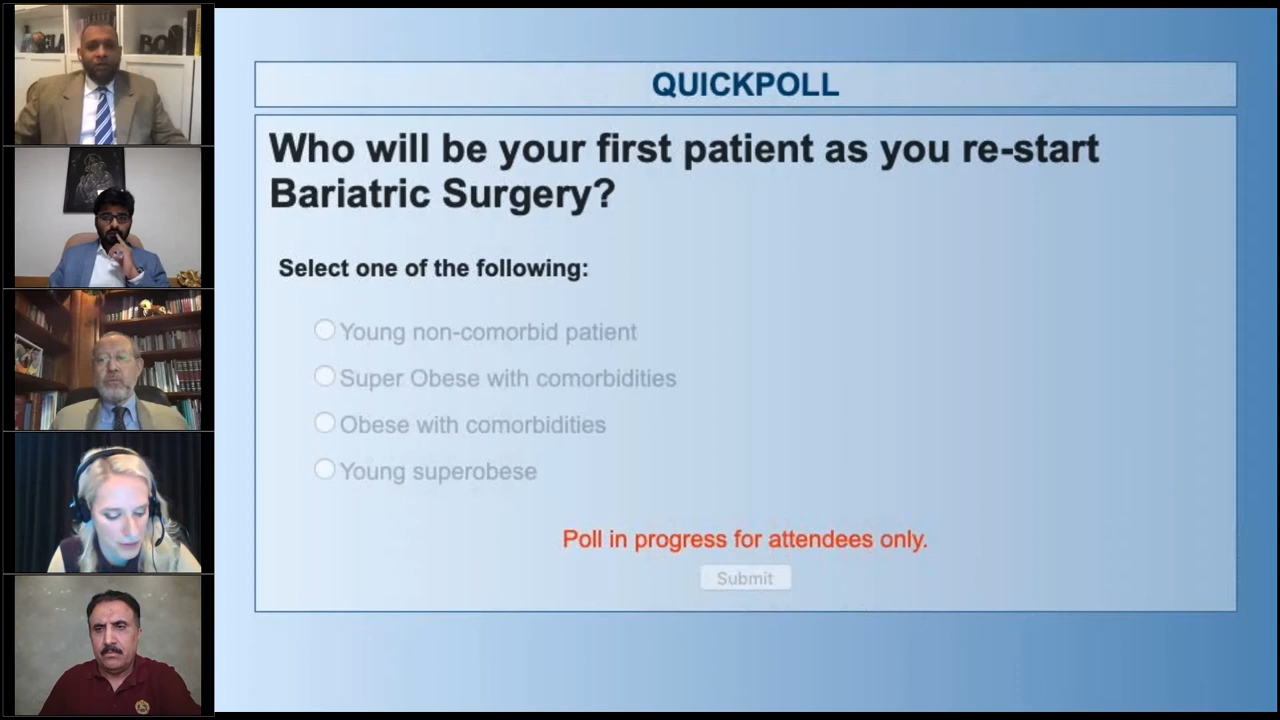 QUICKPOLL
Who will be your first patient as you re-start
Bariatric Surgery?
Select one of the following:
Young non-comorbid patient
Super Obese with comorbidities
Obese with comorbidities
Young superobese
Poll in progress for attendees only.
Submit